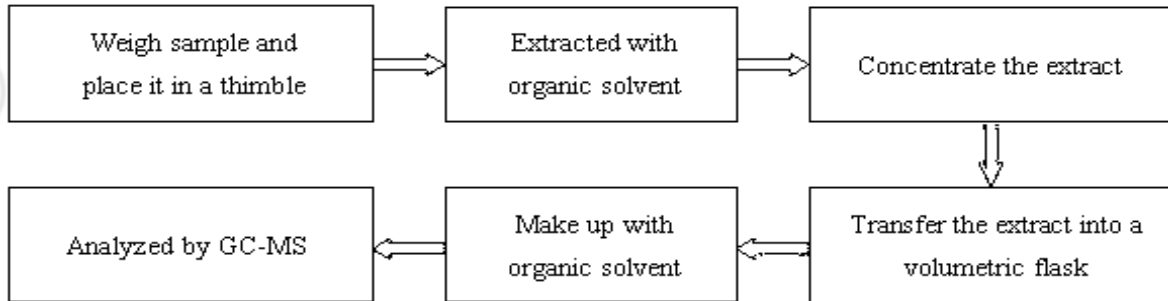 Weigh sample and
place it in a thimble
Extracted with
organic solvent
Concentrate the extract
Transfer the extract into a
volumetric flask
Make up with
organic solvent
Analyzed by GC-MS